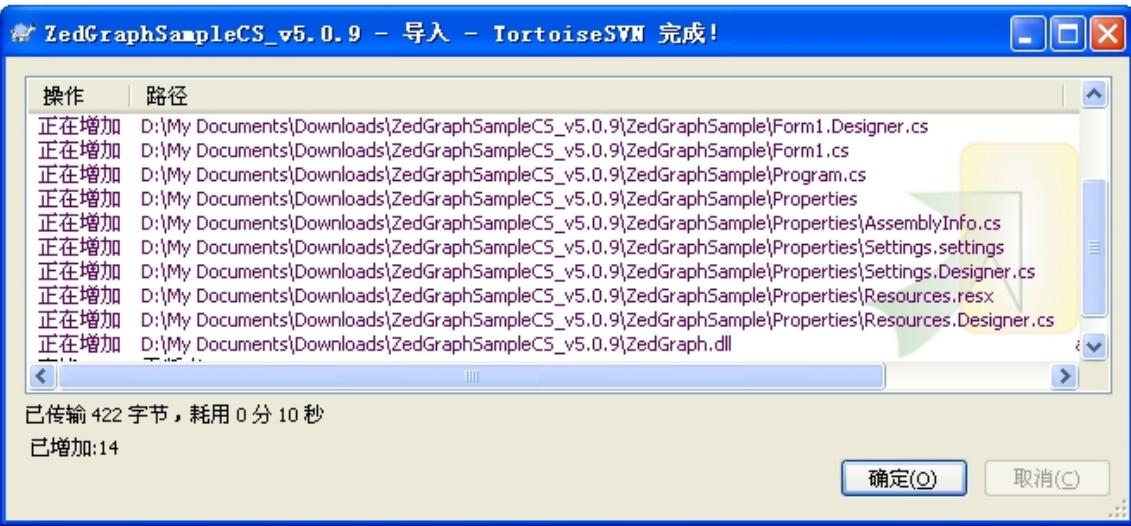 ZedGraphSampleCS_v5.0.9 - 导入 - TortoiseSVN 完成!
操作 路径
正在增加 D:\My Documents\Downloads\ZedGraphSampleCS_v5.0.9\ZedGraphSample\Form1.Designer.cs
正在增加 D:\My Documents\Downloads\ZedGraphSampleCS_v5.0.9\ZedGraphSample\Form1.cs
正在增加 D:\My Documents\Downloads\ZedGraphSampleCS_v5.0.9\ZedGraphSample\Program.cs
正在增加 D:\My Documents\Downloads\ZedGraphSampleCS_v5.0.9\ZedGraphSample\Properties
正在增加 D:\My Documents\Downloads\ZedGraphSampleCS_v5.0.9\ZedGraphSample\Properties\AssemblyInfo.cs
正在增加 D:\My Documents\Downloads\ZedGraphSampleCS_v5.0.9\ZedGraphSample\Properties\Settings.settings
正在增加 D:\My Documents\Downloads\ZedGraphSampleCS_v5.0.9\ZedGraphSample\Properties\Settings.Designer.cs
正在增加 D:\My Documents\Downloads\ZedGraphSampleCS_v5.0.9\ZedGraphSample\Properties\Resources.resx
正在增加 D:\My Documents\Downloads\ZedGraphSampleCS_v5.0.9\ZedGraphSample\Properties\Resources.Designer.cs
正在增加 D:\My Documents\Downloads\ZedGraphSampleCS_v5.0.9\ZedGraph.dll
已传输 422 字节，耗用 0 分 10 秒
已增加:14
确定(O) 取消(C)